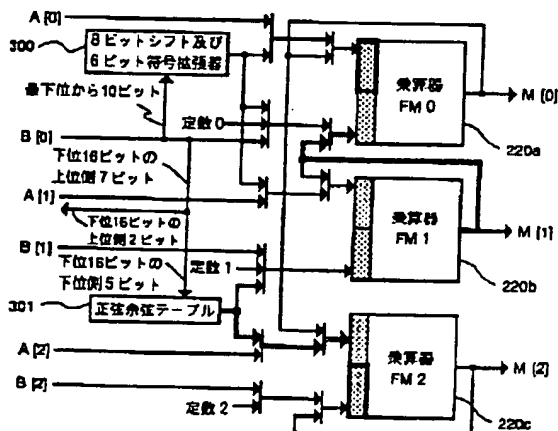 A [0]
300
8ビットシフト及び
6ビット符号拡張器
最下位から10ビット
定数 0
B [0]
下位16ビットの
上位側7ビット
A [1]
下位16ビットの
上位側2ビット
B [1]
下位16ビットの
下位側5ビット
定数 1
301
正弦余弦テーブル
A [2]
B [2]
定数 2
乗算器
FM 0
M [0]
220a
乗算器
FM 1
M [1]
220b
乗算器
FM 2
M [2]
220c